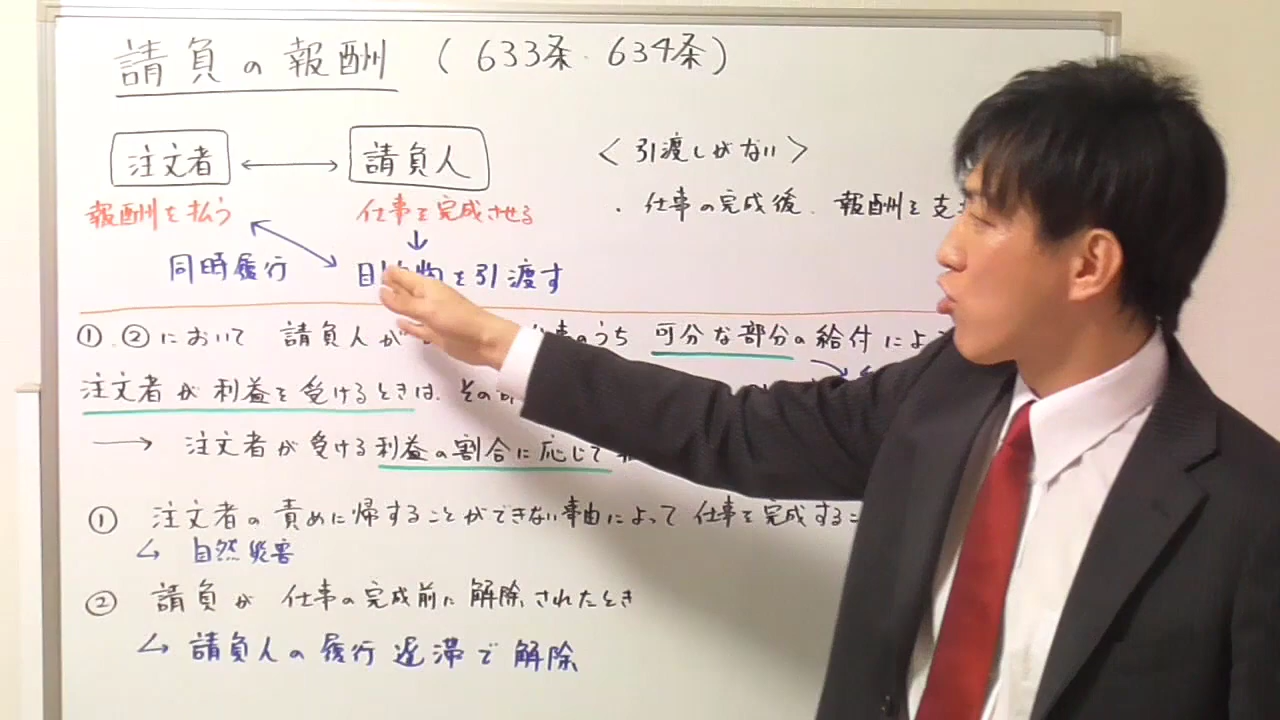 請負の報酬 (633条・634条)
注文者 ⟷ 請負人
報酬を払う 仕事を完成させる
同時履行 目 物を引渡す
<引渡しがない>
・仕事の完成後、報酬を支
①、②において 請負人が のうち 可分な部分の給付によ
注文者が利益を受けるときは、その
→ 注文者が受ける利益の割合に応じて
① 注文者の責めに帰することができない事由によって仕事を完成するこ
↳ 自然災害
② 請負が 仕事の完成前に解除されたとき
↳ 請負人の履行遅滞で解除